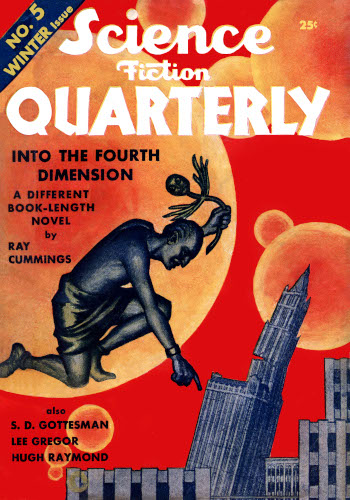 NO. 5
WINTER Issue
Science
25¢
Fiction
QUARTERLY
INTO THE FOURTH
DIMENSION
A DIFFERENT
BOOK-LENGTH
NOVEL
by
RAY
CUMMINGS
also
S. D. GOTTESMAN
LEE GREGOR
HUGH RAYMOND